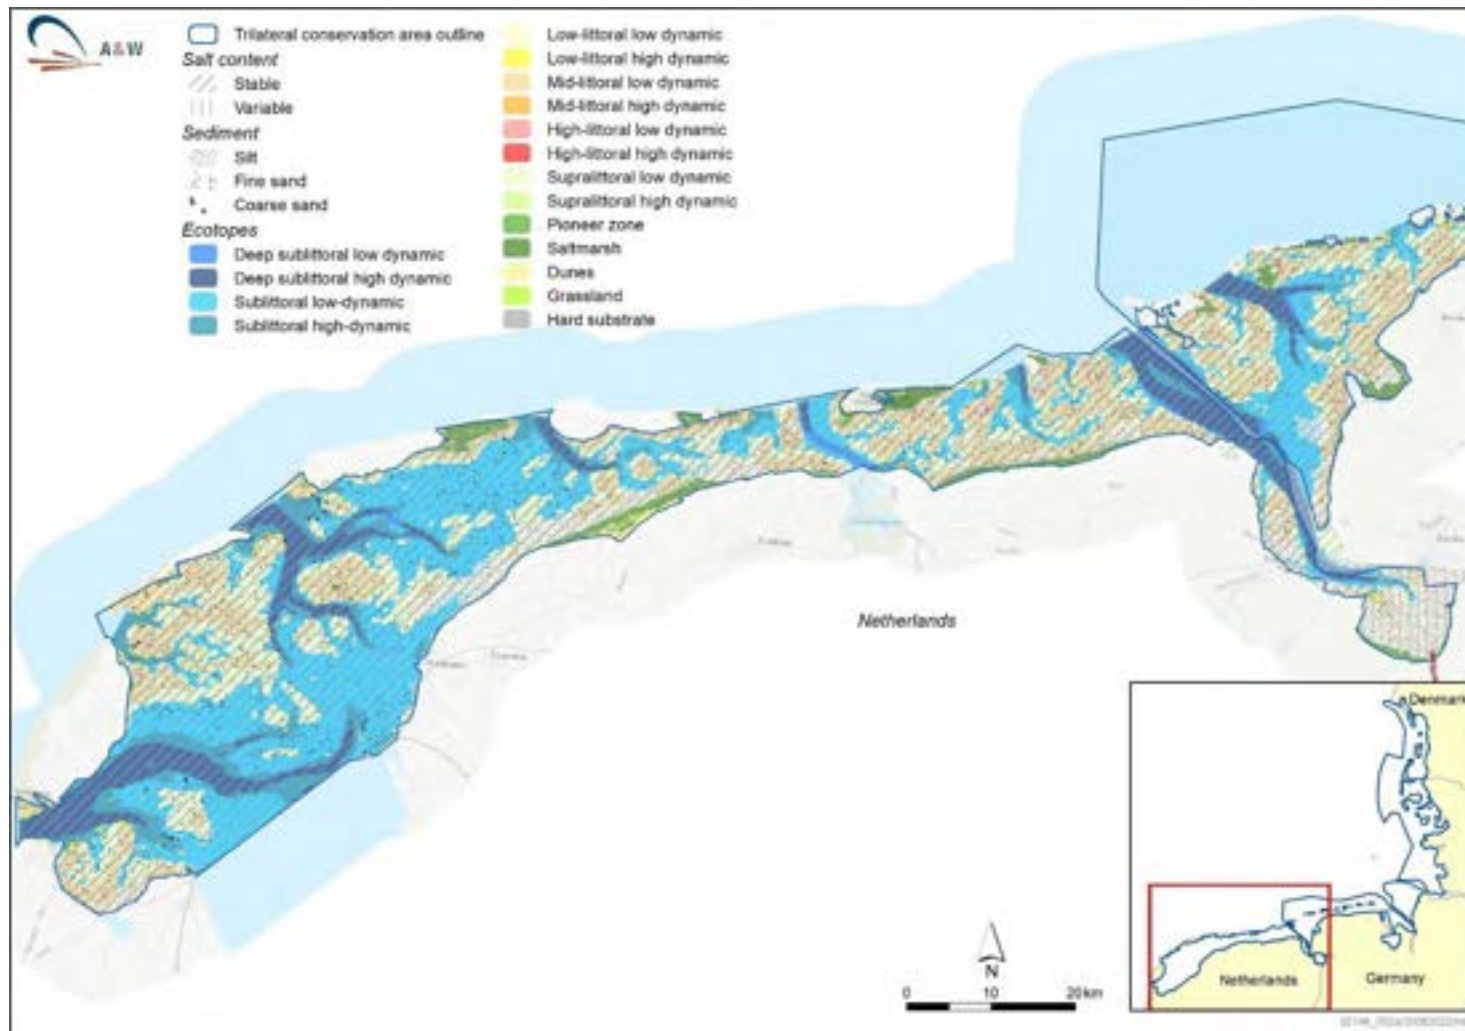 A&W
Trilateral conservation area outline
Salt content
Stable
Variable
Sediment
Silt
Fine sand
Coarse sand
Ecotopes
Deep sublittoral low dynamic
Deep sublittoral high dynamic
Sublittoral low-dynamic
Sublittoral high-dynamic
Low-littoral low dynamic
Low-littoral high dynamic
Mid-littoral low dynamic
Mid-littoral high dynamic
High-littoral low dynamic
High-littoral high dynamic
Supralittoral low dynamic
Supralittoral high dynamic
Pioneer zone
Saltmarsh
Dunes
Grassland
Hard substrate
Netherlands
N
0 10 20 km
Denmark
Netherlands
Germany